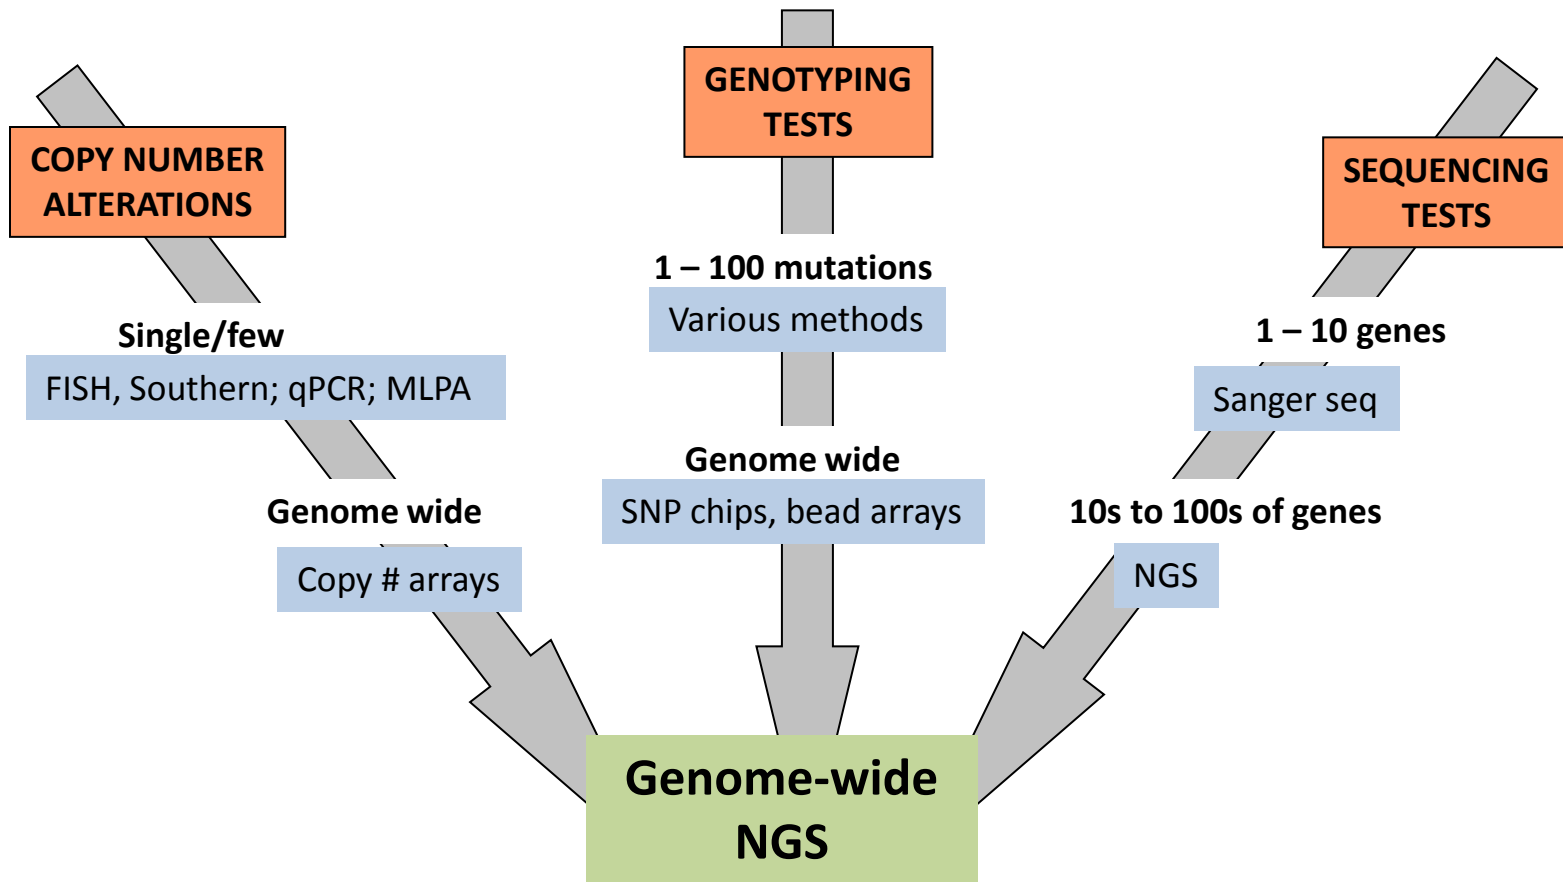 COPY NUMBER
ALTERATIONS
Single/few
FISH, Southern; qPCR; MLPA
Genome wide
Copy # arrays
GENOTYPING
TESTS
1 – 100 mutations
Various methods
Genome wide
SNP chips, bead arrays
SEQUENCING
TESTS
1 – 10 genes
Sanger seq
10s to 100s of genes
NGS
Genome-wide
NGS